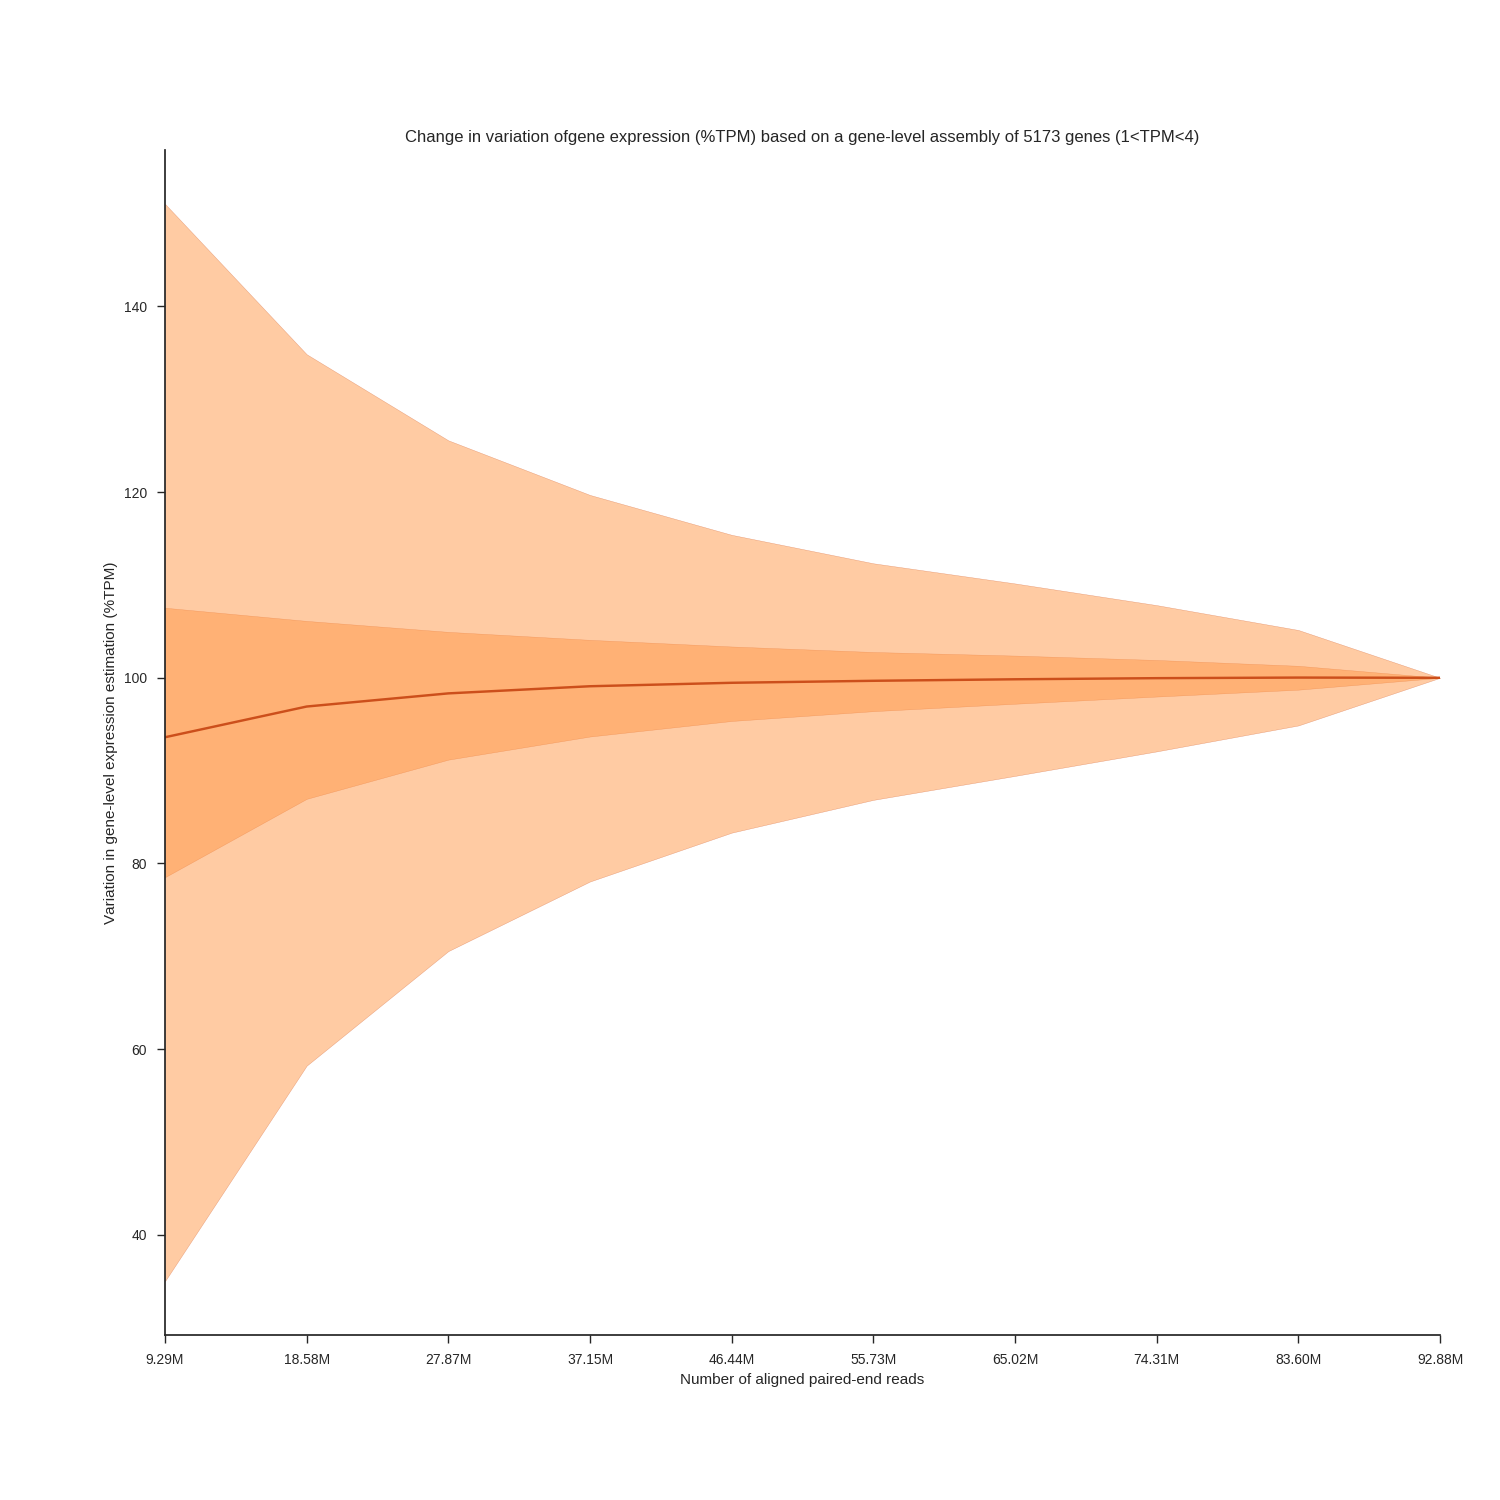 Change in variation ofgene expression (%TPM) based on a gene-level assembly of 5173 genes (1<TPM<4)
Variation in gene-level expression estimation (%TPM)
140
120
100
80
60
40
9.29M 18.58M 27.87M 37.15M 46.44M 55.73M 65.02M 74.31M 83.60M 92.88M
Number of aligned paired-end reads